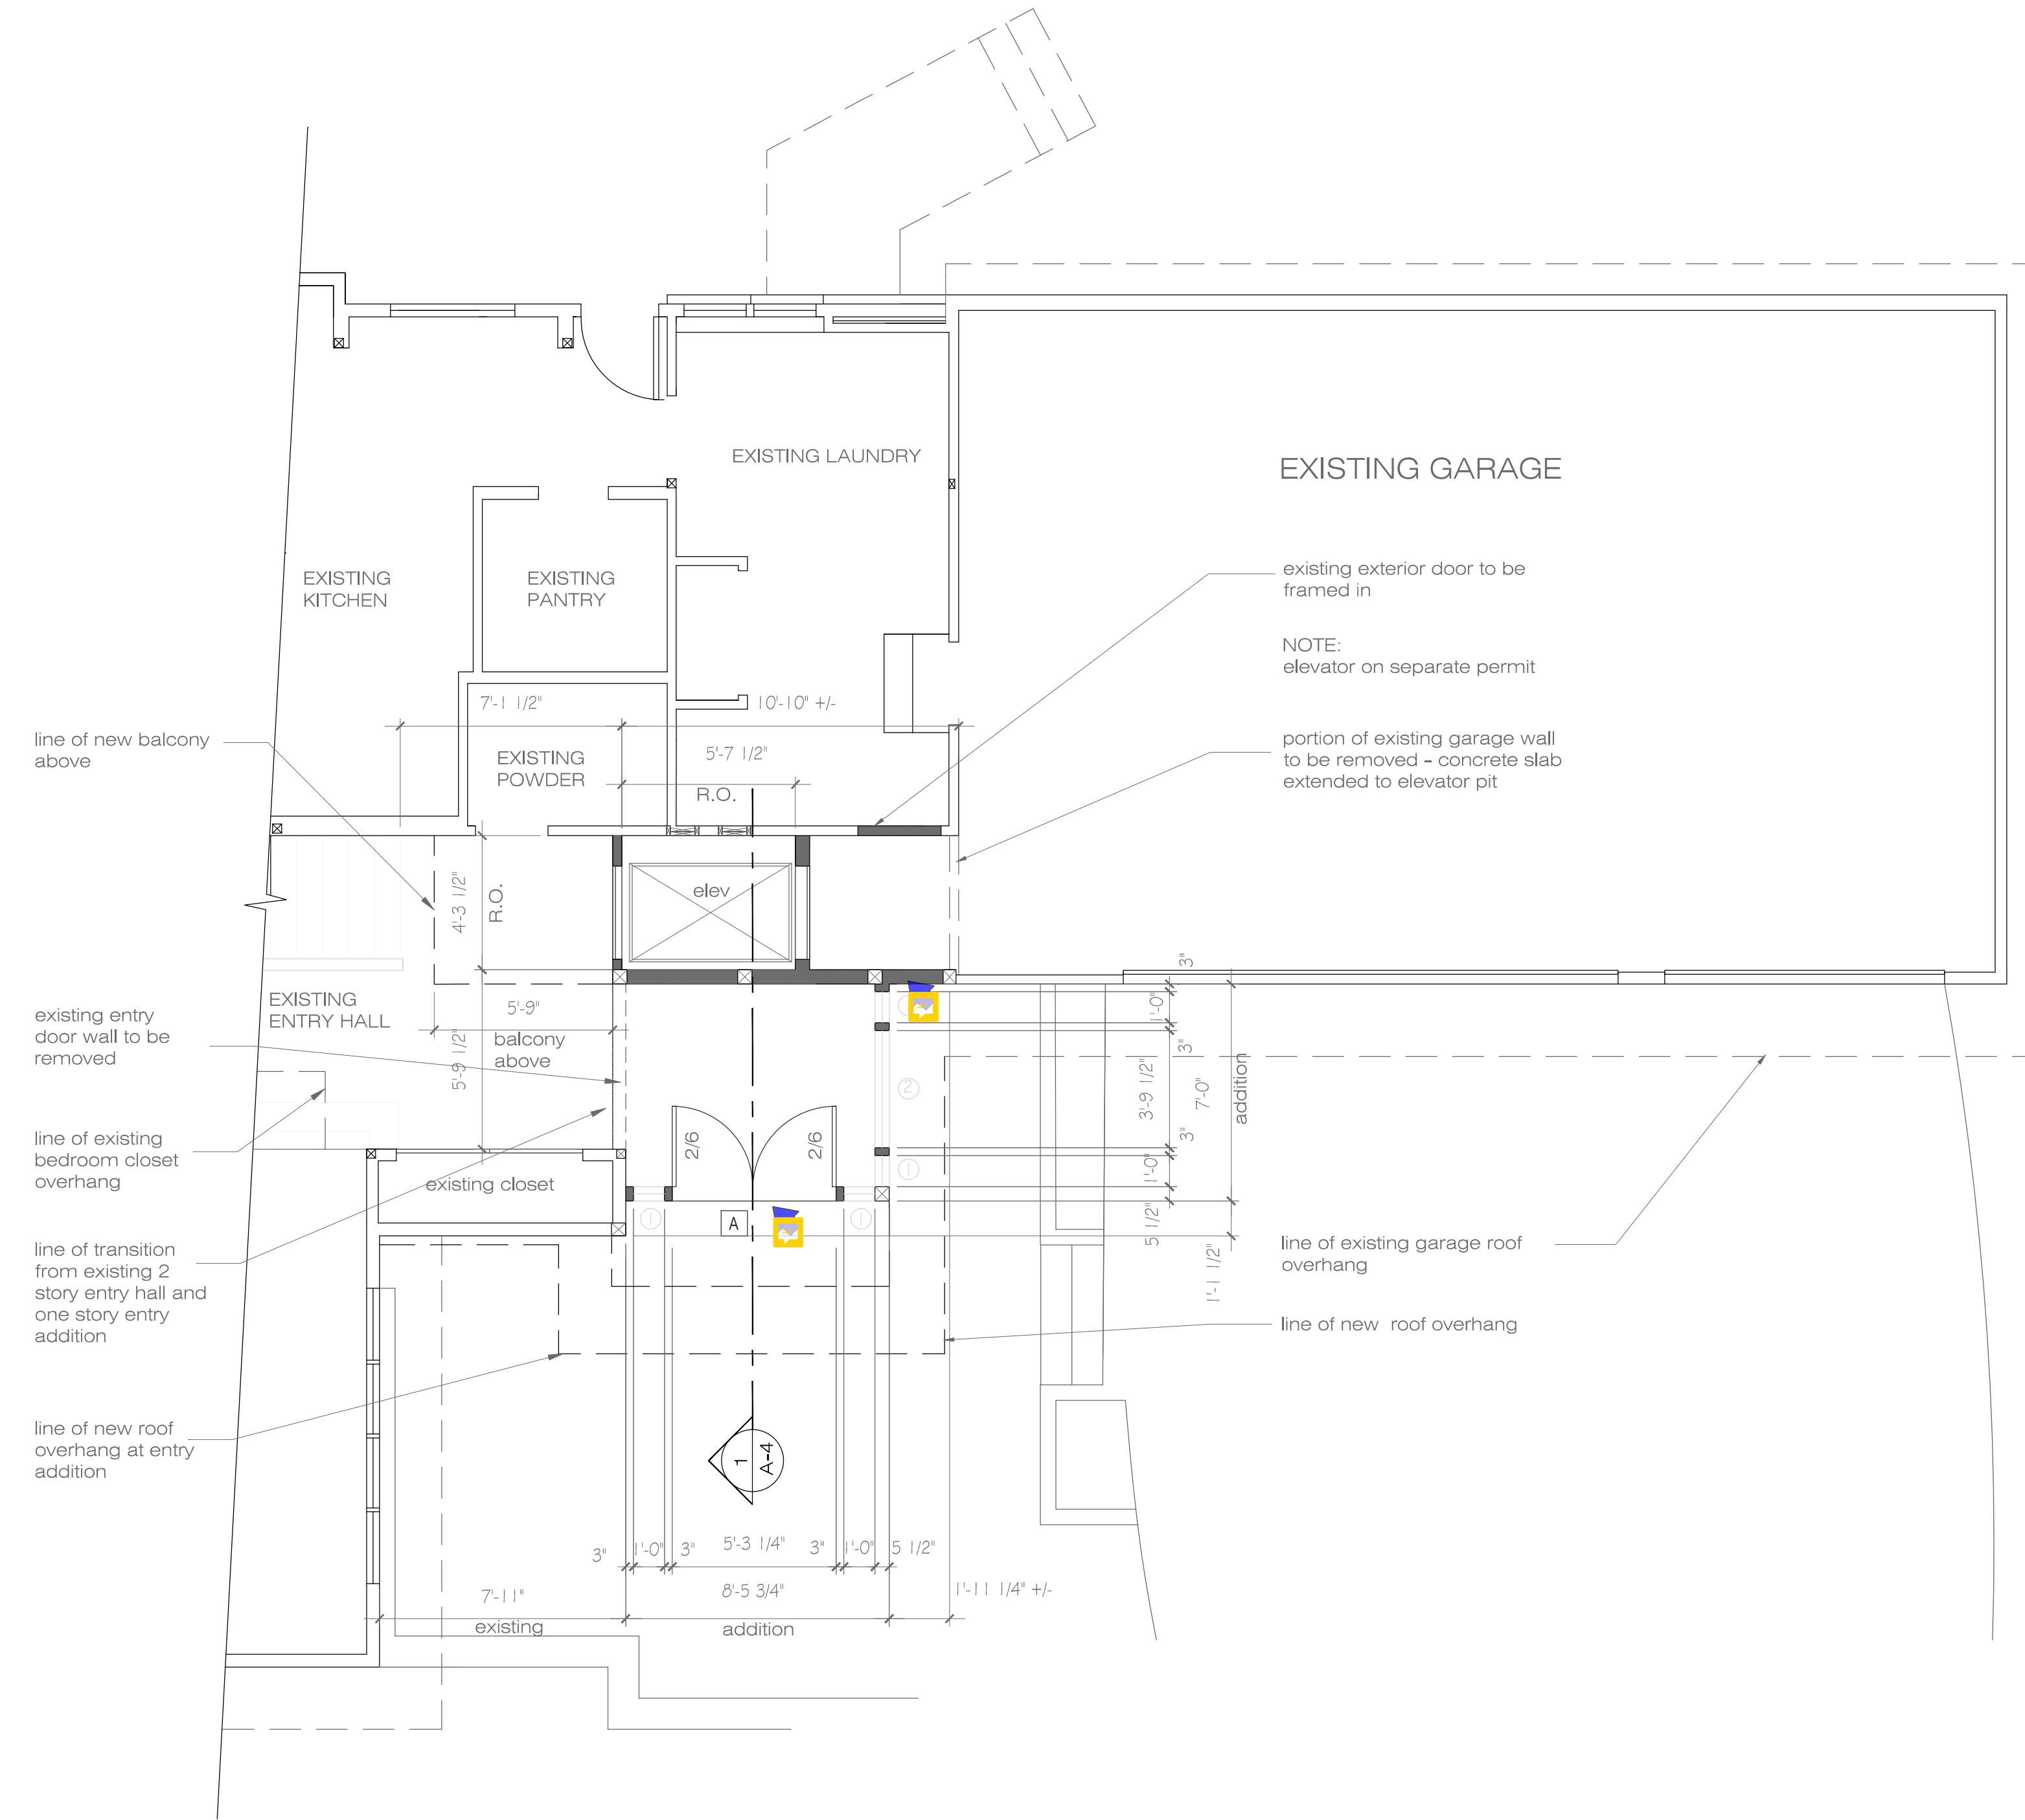 EXISTING LAUNDRY
EXISTING GARAGE
existing exterior door to be
framed in
NOTE:
elevator on separate permit
portion of existing garage wall
to be removed - concrete slab
extended to elevator pit
EXISTING
KITCHEN
EXISTING
PANTRY
7'-1 1/2"
10'-10" +/-
EXISTING
POWDER
5'-7 1/2"
R.O.
line of new balcony
above
4'-3 1/2"
R.O.
elev
EXISTING
ENTRY HALL
5'-9"
balcony
above
5'-9 1/2"
existing entry
door wall to be
removed
line of existing
bedroom closet
overhang
existing closet
2/6
2/6
line of transition
from existing 2
story entry hall and
one story entry
addition
1
A
1
2
1
3"
1'-0"
3"
3'-9 1/2"
7'-0"
addition
3"
1'-0"
5 1/2"
1'-1 1/2"
line of existing garage roof
overhang
line of new roof overhang
line of new roof
overhang at entry
addition
1
A-4
3"
1'-0"
3"
5'-3 1/4"
3"
1'-0"
5 1/2"
7'-11"
existing
8'-5 3/4"
addition
1'-11 1/4" +/-